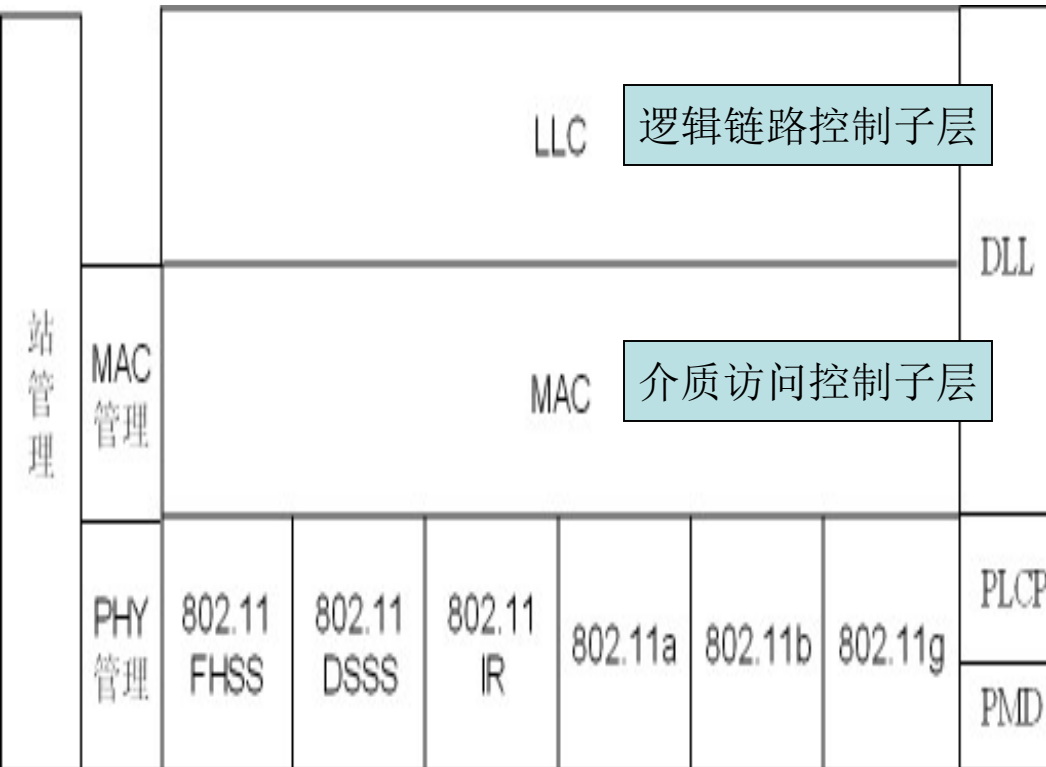 LLC
逻辑链路控制子层
DLL
站
管
理
MAC
管理
MAC
介质访问控制子层
PHY
管理
802.11
FHSS
802.11
DSSS
802.11
IR
802.11a
802.11b
802.11g
PLCP
PMD